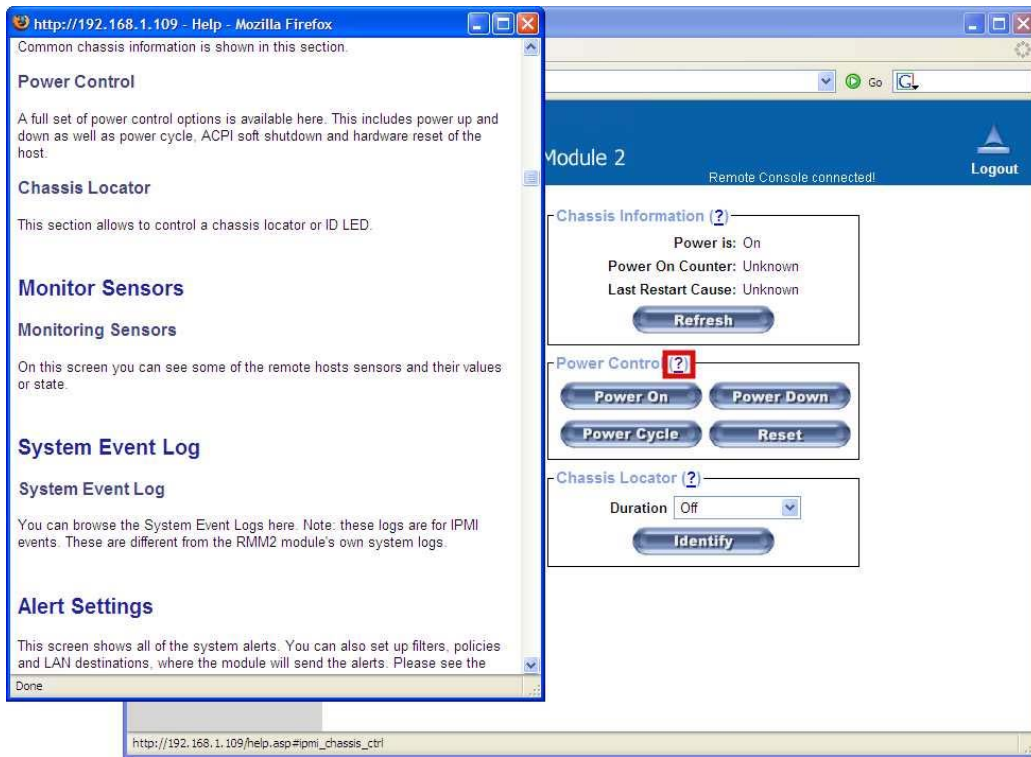 http://192.168.1.109 - Help - Mozilla Firefox
Common chassis information is shown in this section.
Power Control
A full set of power control options is available here. This includes power up and
down as well as power cycle, ACPI soft shutdown and hardware reset of the
host.
Chassis Locator
This section allows to control a chassis locator or ID LED.
Monitor Sensors
Monitoring Sensors
On this screen you can see some of the remote hosts sensors and their values
or state.
System Event Log
System Event Log
You can browse the System Event Logs here. Note: these logs are for IPMI
events. These are different from the RMM2 module's own system logs.
Alert Settings
This screen shows all of the system alerts. You can also set up filters, policies
and LAN destinations, where the module will send the alerts. Please see the
Done
Go
G
Module 2
Remote Console connected!
Logout
Chassis Information (?)
Power is: On
Power On Counter: Unknown
Last Restart Cause: Unknown
Refresh
Power Control (?)
Power On Power Down
Power Cycle Reset
Chassis Locator (?)
Duration Off
Identify
http://192.168.1.109/help.asp#ipmi_chassis_ctrl